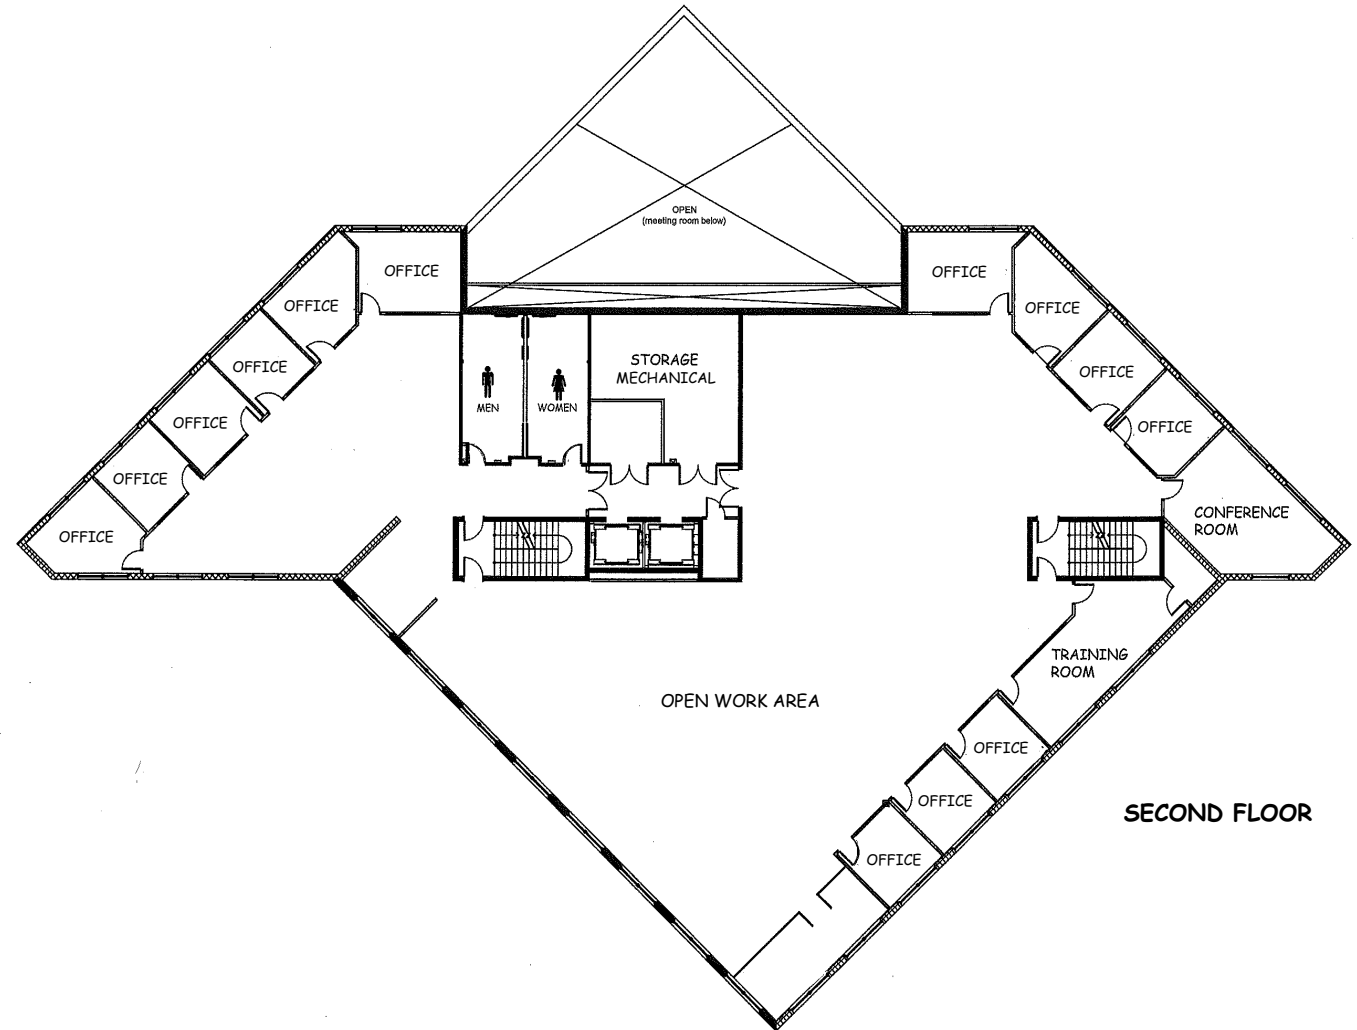 OPEN
(meeting room below)
OFFICE
OFFICE
OFFICE
OFFICE
OFFICE
OFFICE
OFFICE
OFFICE
OFFICE
OFFICE
STORAGE
MECHANICAL
MEN
WOMEN
CONFERENCE
ROOM
TRAINING
ROOM
OPEN WORK AREA
OFFICE
OFFICE
OFFICE
SECOND FLOOR